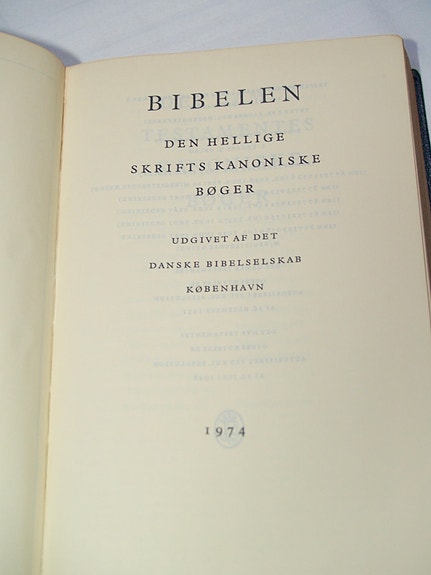 BIBELEN
DEN HELLIGE
SKRIFTS KANONISKE
BØGER
UDGIVET AF DET
DANSKE BIBELSELSKAB
KØBENHAVN
1974